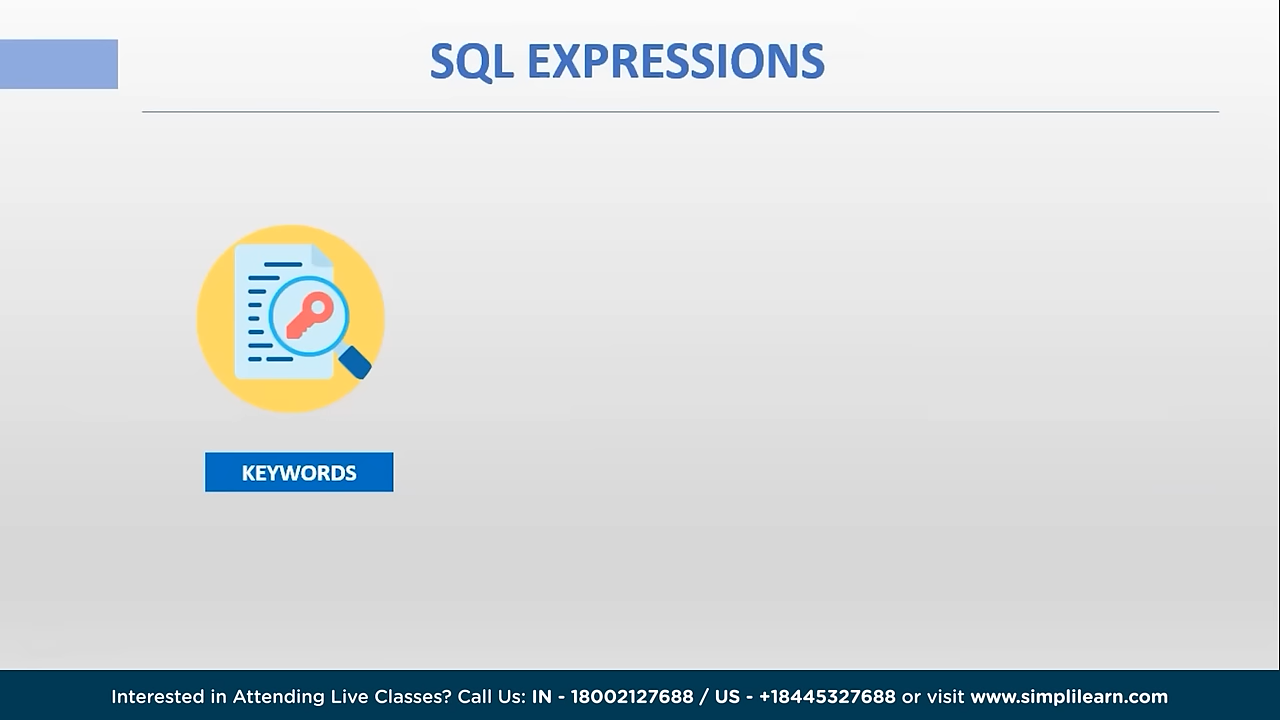 SQL EXPRESSIONS
KEYWORDS
Interested in Attending Live Classes? Call Us: IN - 18002127688 / US - +18445327688 or visit www.simplilearn.com